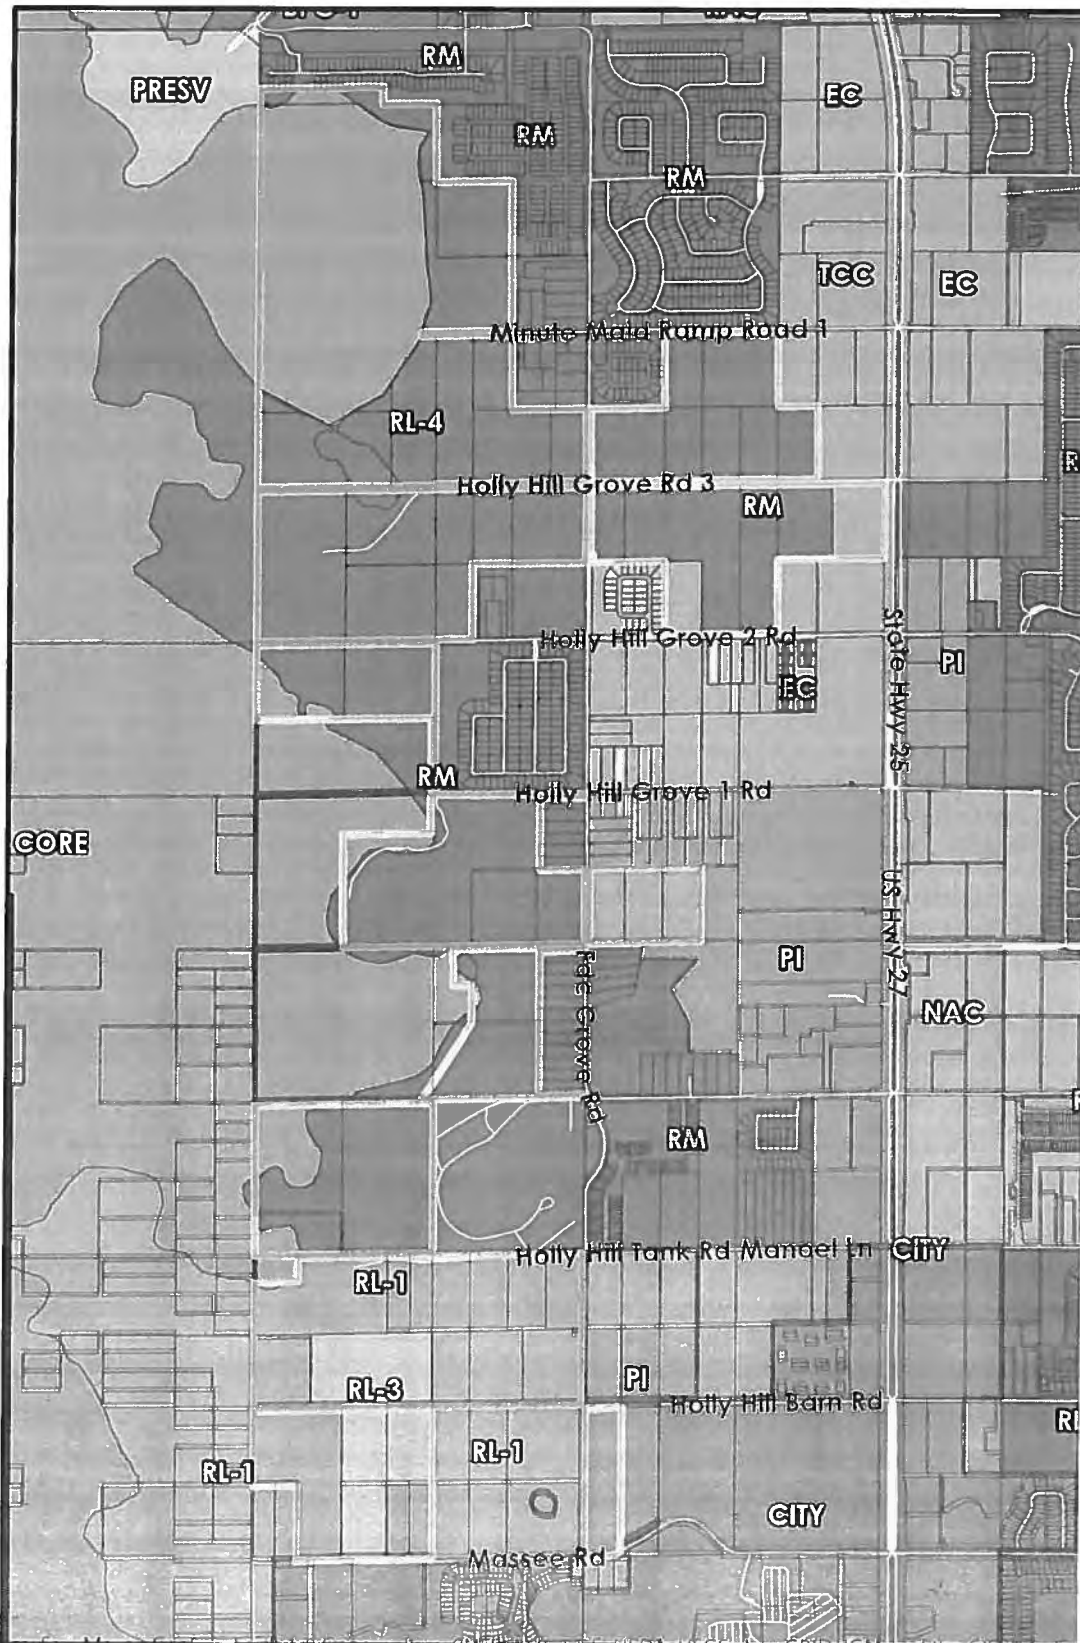 RM
PRESV
EC
RM
RM
TCC
EC
Minute Maid Ramp Road 1
RL-4
Holly Hill Grove Rd 3
RM
Holly Hill Grove 2 Rd
State Hwy 25
PI
EC
RM
Holly Hill Grove 1 Rd
CORE
US Hwy 27
PI
Fdc Grove Rd
NAC
RM
Holly Hill Tank Rd Mandel Ln
CITY
RL-1
RL-3
PI
Holly Hill Barn Rd
RL-1
RL-1
CITY
Massee Rd